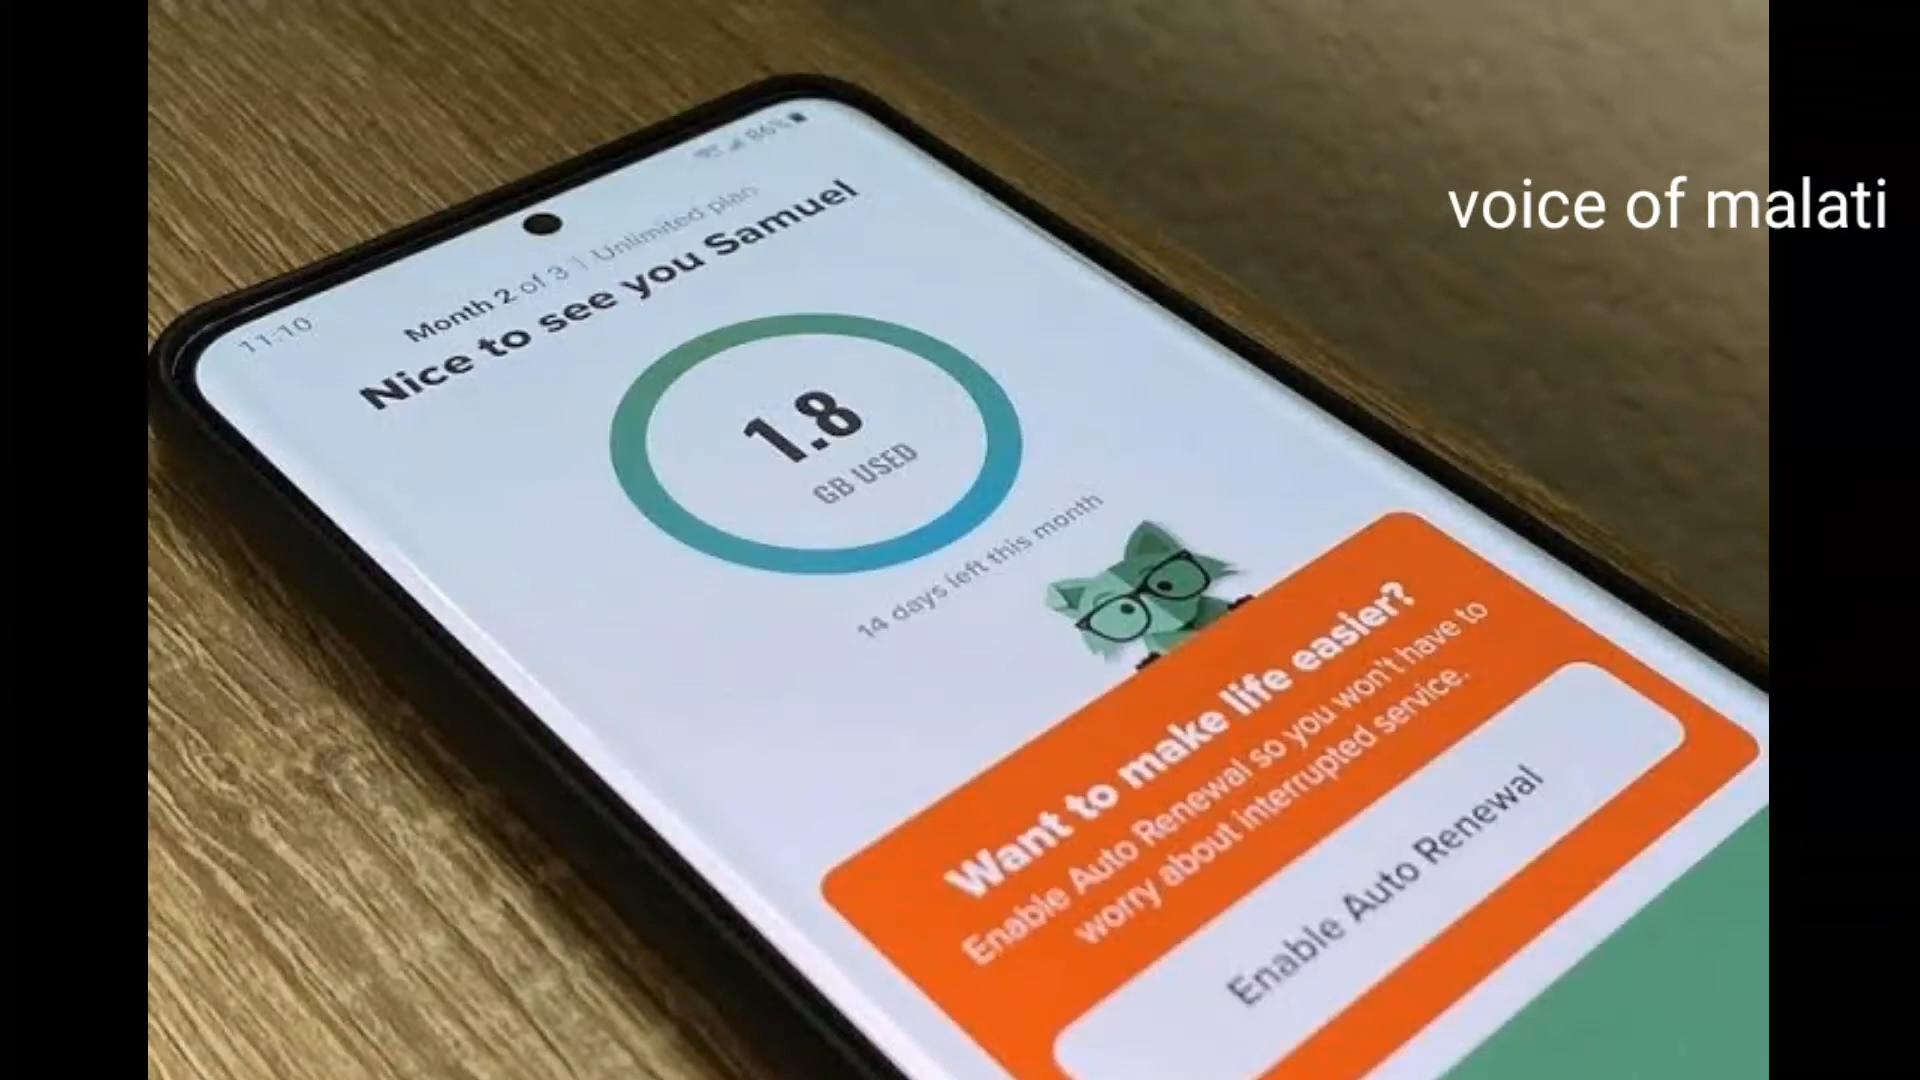 voice of malati
11:10
86%
Month 2 of 3 | Unlimited plan
Nice to see you Samuel
1.8
GB USED
14 days left this month
Want to make life easier?
Enable Auto Renewal so you won't have to
worry about interrupted service.
Enable Auto Renewal